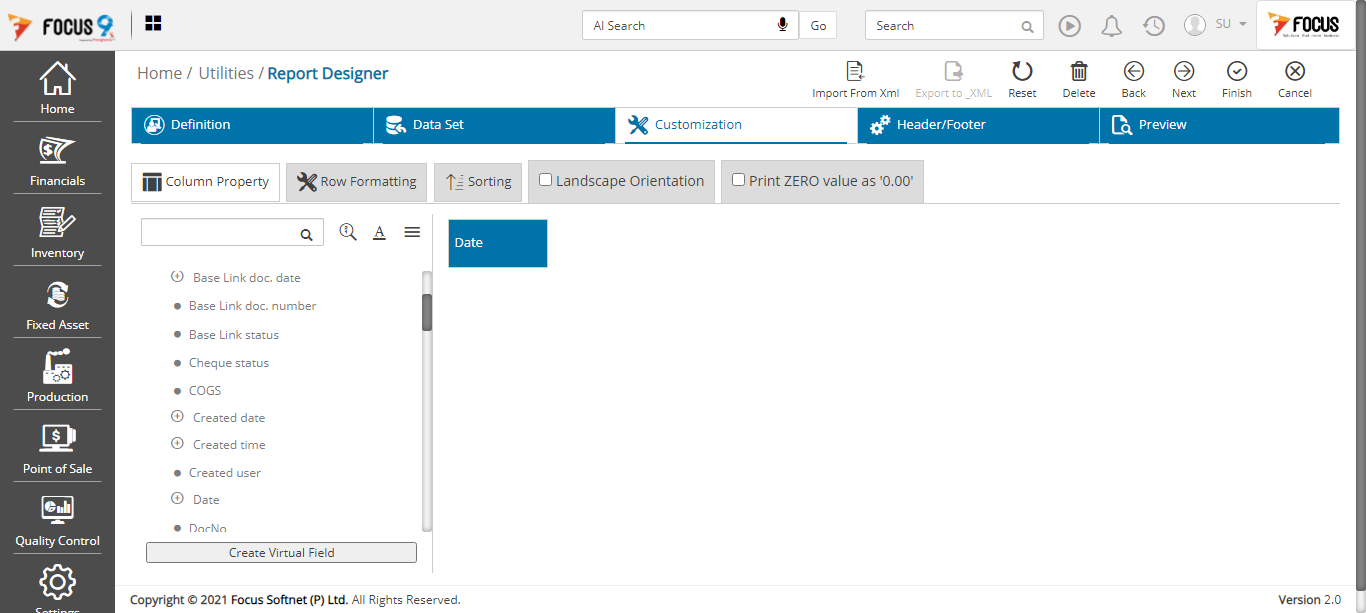 FOCUS 9
AI Search
Go
Search
SU
FOCUS
Home
Financials
Inventory
Fixed Asset
Production
Point of Sale
Quality Control
Settings
Home / Utilities / Report Designer
Import From Xml
Export to _XML
Reset
Delete
Back
Next
Finish
Cancel
Definition
Data Set
Customization
Header/Footer
Preview
Column Property
Row Formatting
Sorting
Landscape Orientation
Print ZERO value as '0.00'
A
Base Link doc. date
Base Link doc. number
Base Link status
Cheque status
COGS
Created date
Created time
Created user
Date
DocNo
Create Virtual Field
Date
Copyright © 2021 Focus Softnet (P) Ltd. All Rights Reserved.
Version 2.0